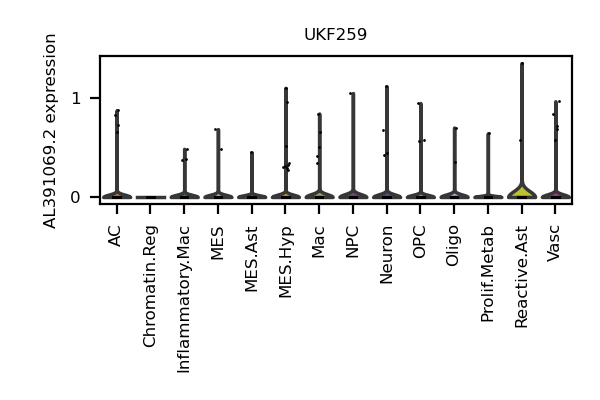 UKF259
AL391069.2 expression
1
0
AC
Chromatin.Reg
Inflammatory.Mac
MES
MES.Ast
MES.Hyp
Mac
NPC
Neuron
OPC
Oligo
Prolif.Metab
Reactive.Ast
Vasc